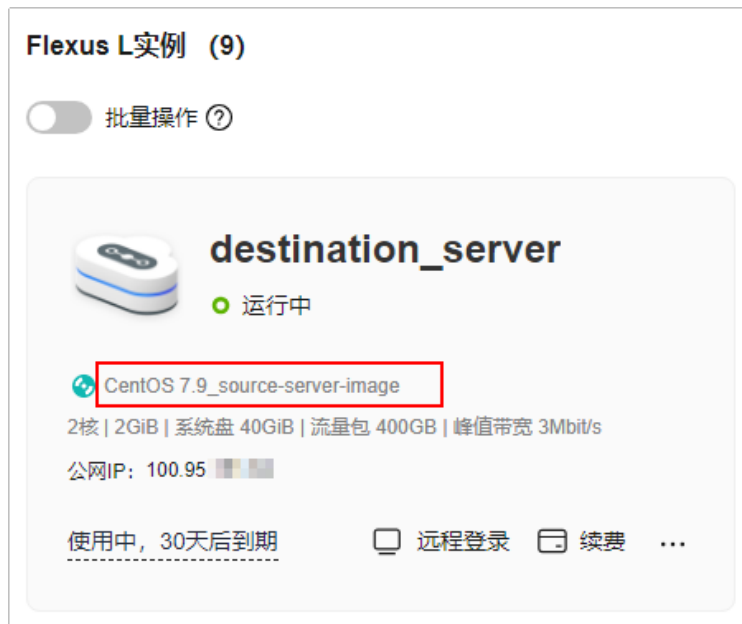 Flexus L实例 (9)
批量操作
destination_server
运行中
CentOS 7.9_source-server-image
2核 | 2GiB | 系统盘 40GiB | 流量包 400GB | 峰值带宽 3Mbit/s
公网IP: 100.95
使用中，30天后到期 远程登录 续费 ...